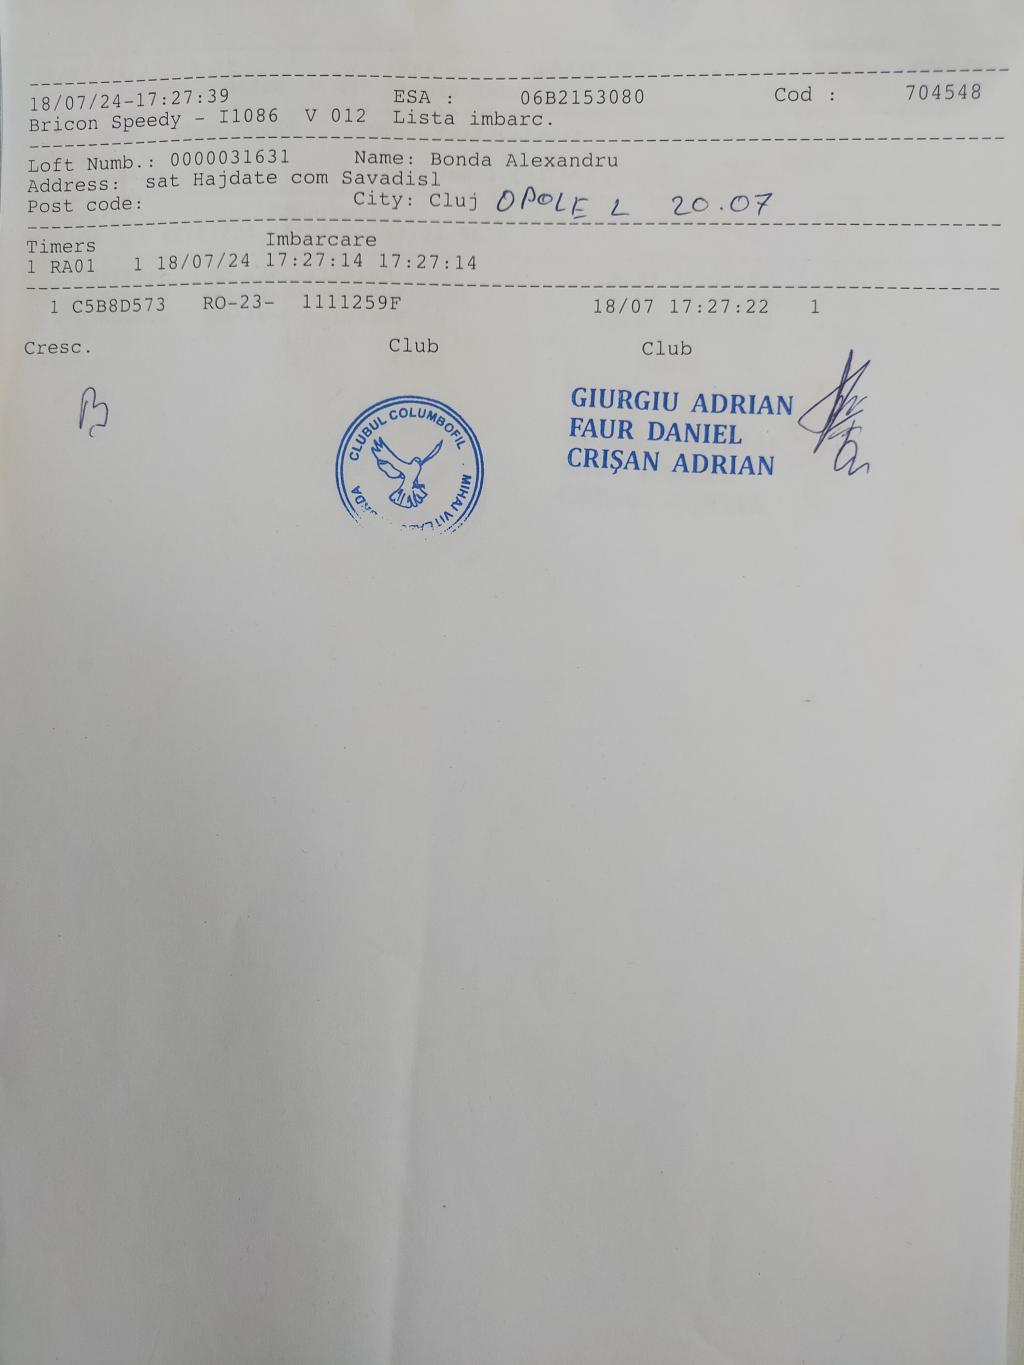 18/07/24-17:27:39 ESA : 06B2153080 Cod : 704548
Bricon Speedy - I1086 V 012 Lista imbarc.
Loft Numb.: 0000031631 Name: Bonda Alexandru
Address: sat Hajdate com Savadisl
Post code: City: Cluj OPOLE L 20.07
Timers Imbarcare
1 RA01 1 18/07/24 17:27:14 17:27:14
1 C5B8D573 RO-23- 1111259F 18/07 17:27:22 1
Cresc. Club Club
CLUBUL COLUMBOFIL MIHAI
GIURGIU ADRIAN
FAUR DANIEL
CRIȘAN ADRIAN